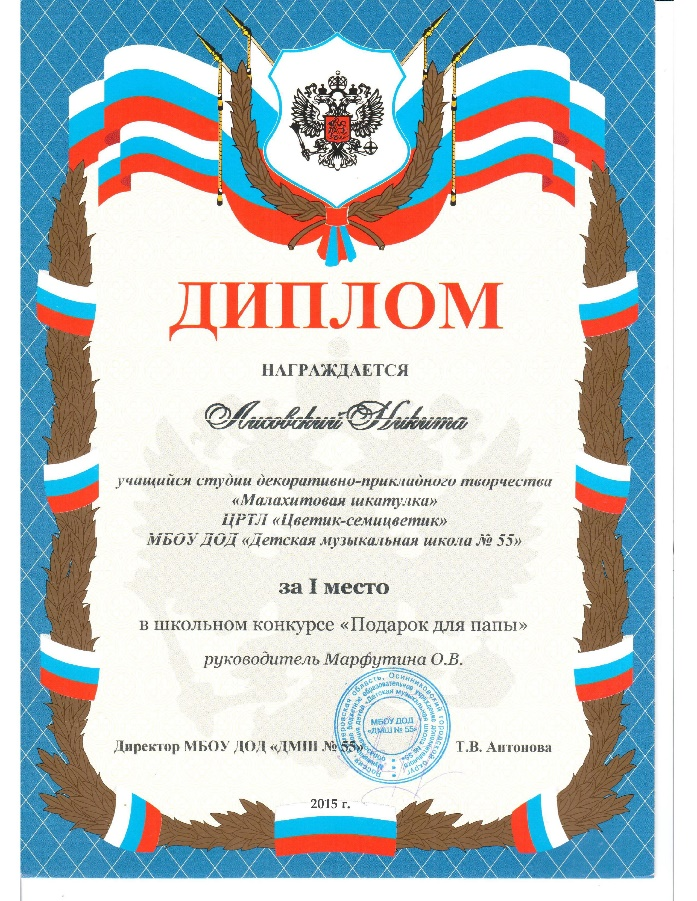 ДИПЛОМ
НАГРАЖДАЕТСЯ
Лисовский Никита
учащийся студии декоративно-прикладного творчества
«Малахитовая шкатулка»
ЦРТЛ «Цветик-семицветик»
МБОУ ДОД «Детская музыкальная школа № 55»
за I место
в школьном конкурсе «Подарок для папы»
руководитель Марфутина О.В.
МБОУ ДОД
«ДМШ № 55»
Директор МБОУ ДОД «ДМШ № 55» Т.В. Антонова
2015 г.